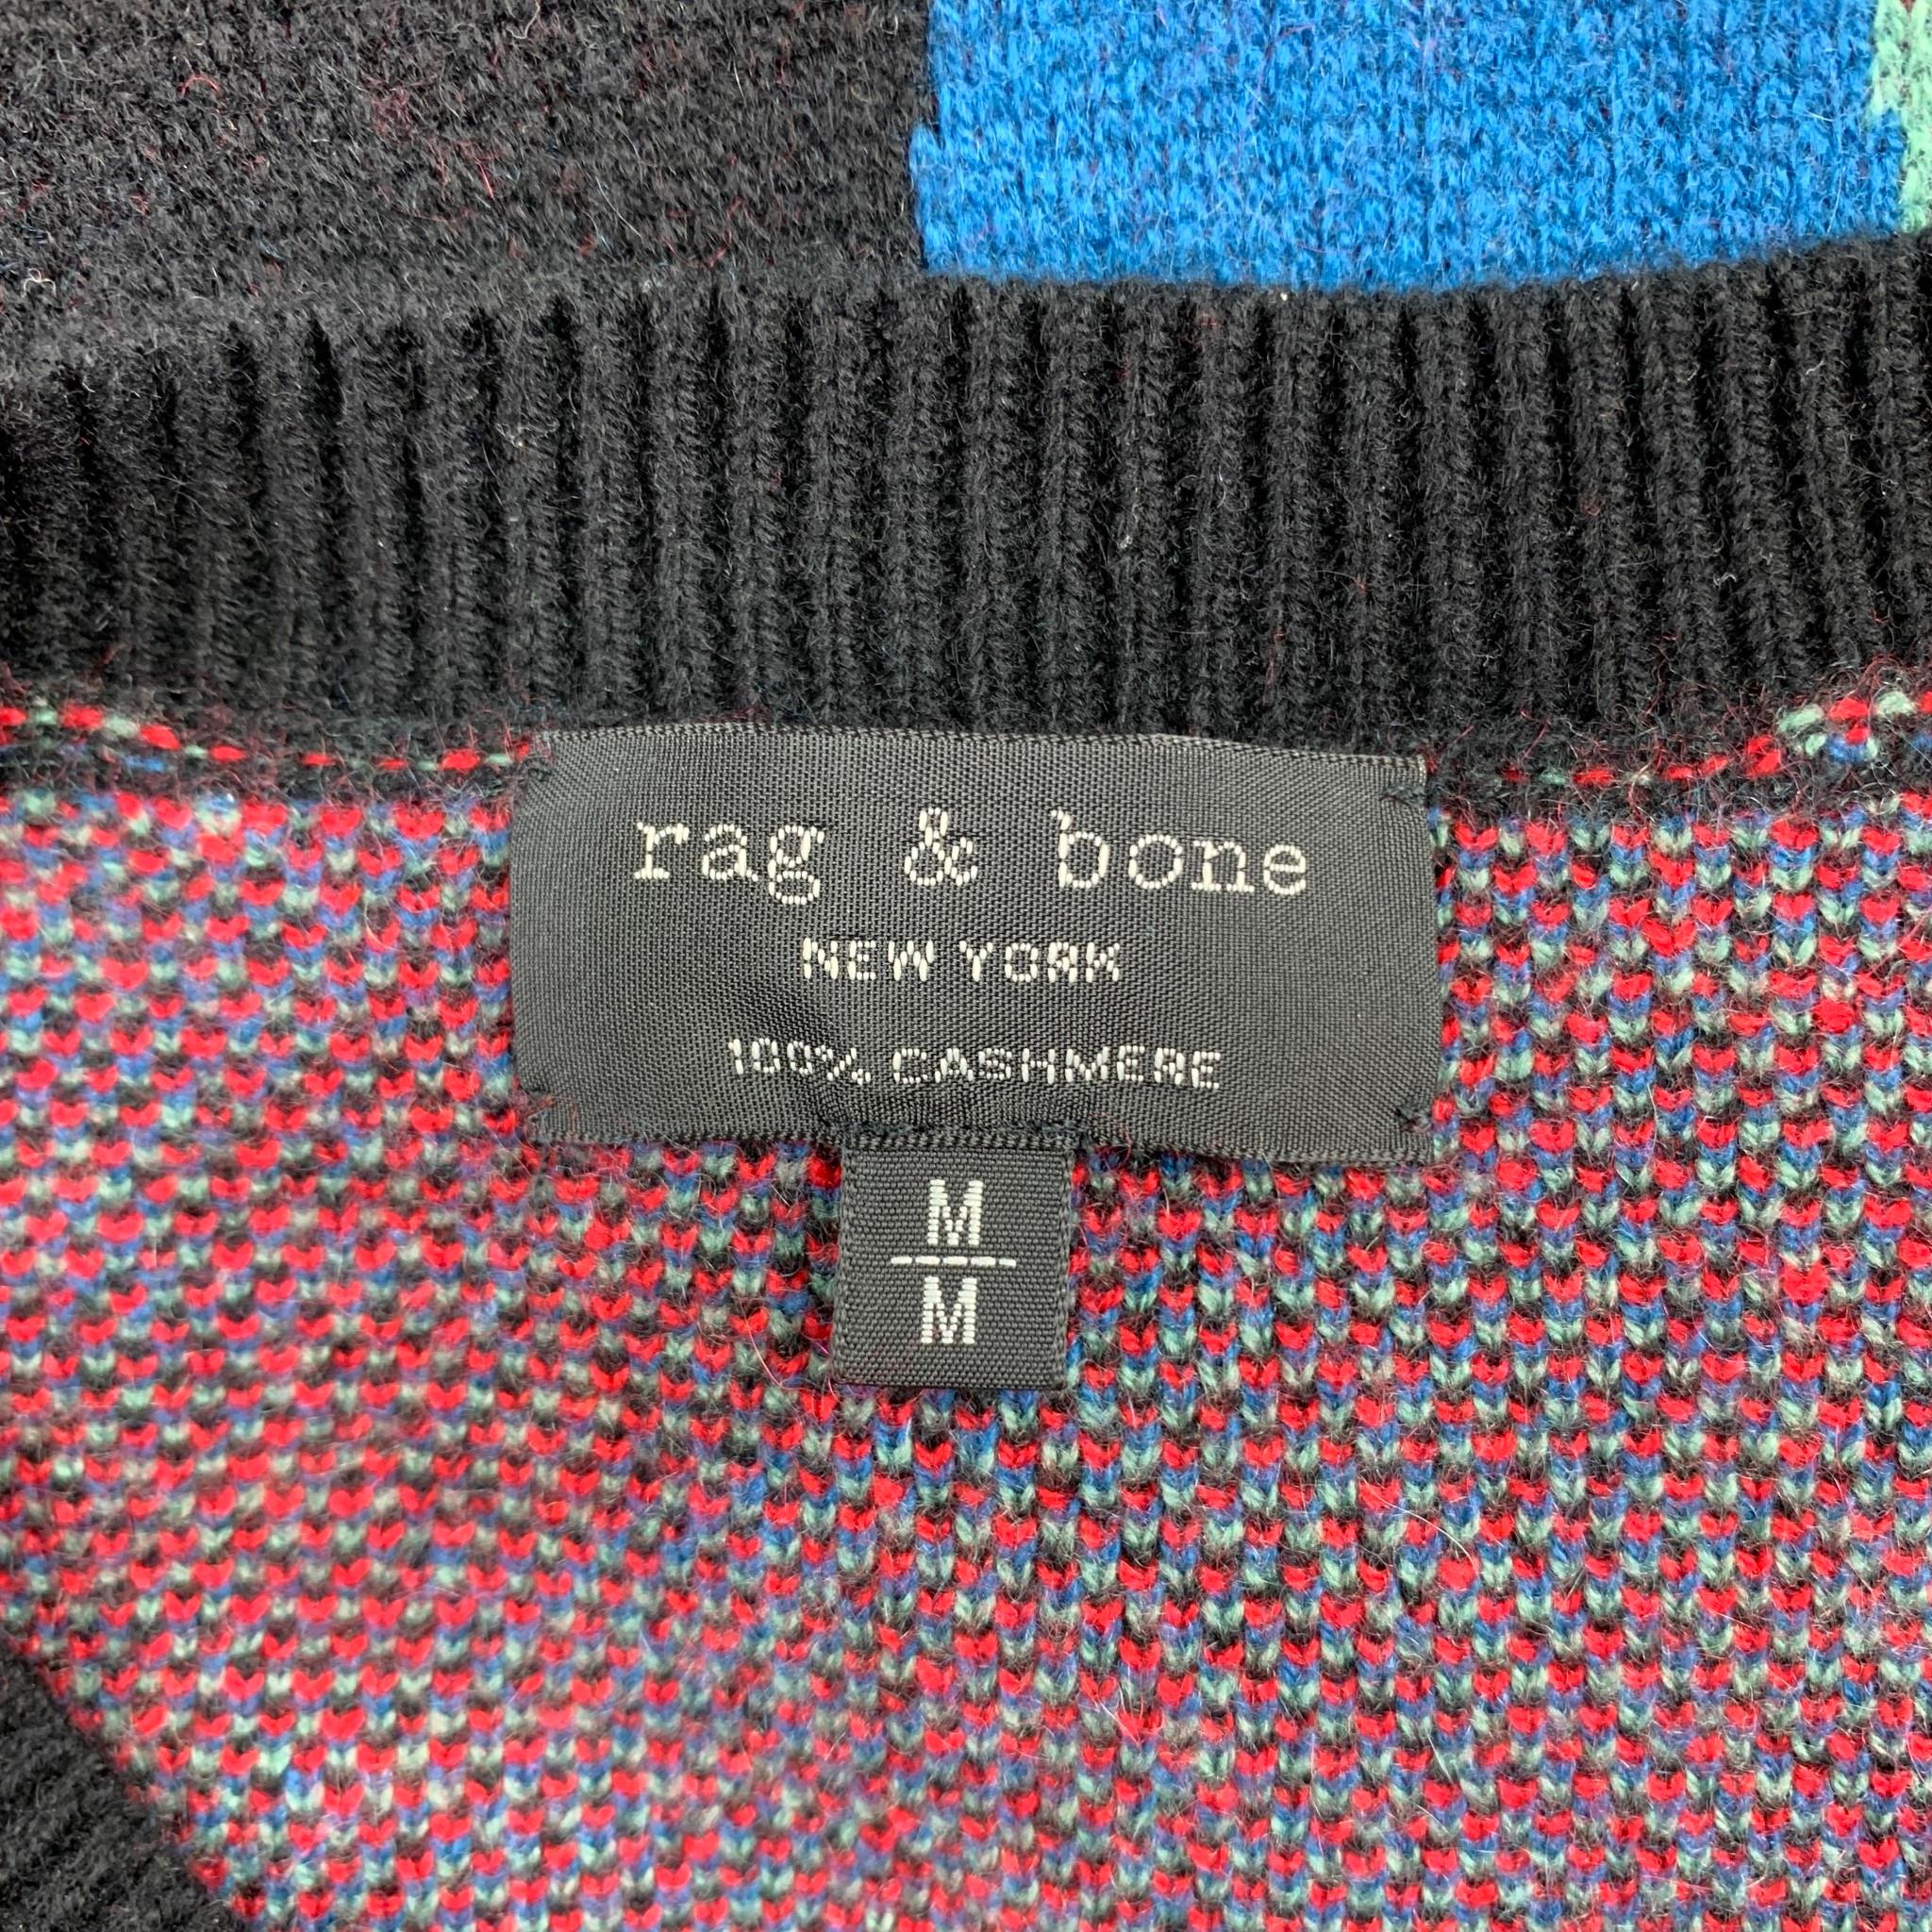 rag & bone
NEW YORK
100% CASHMERE
M
M